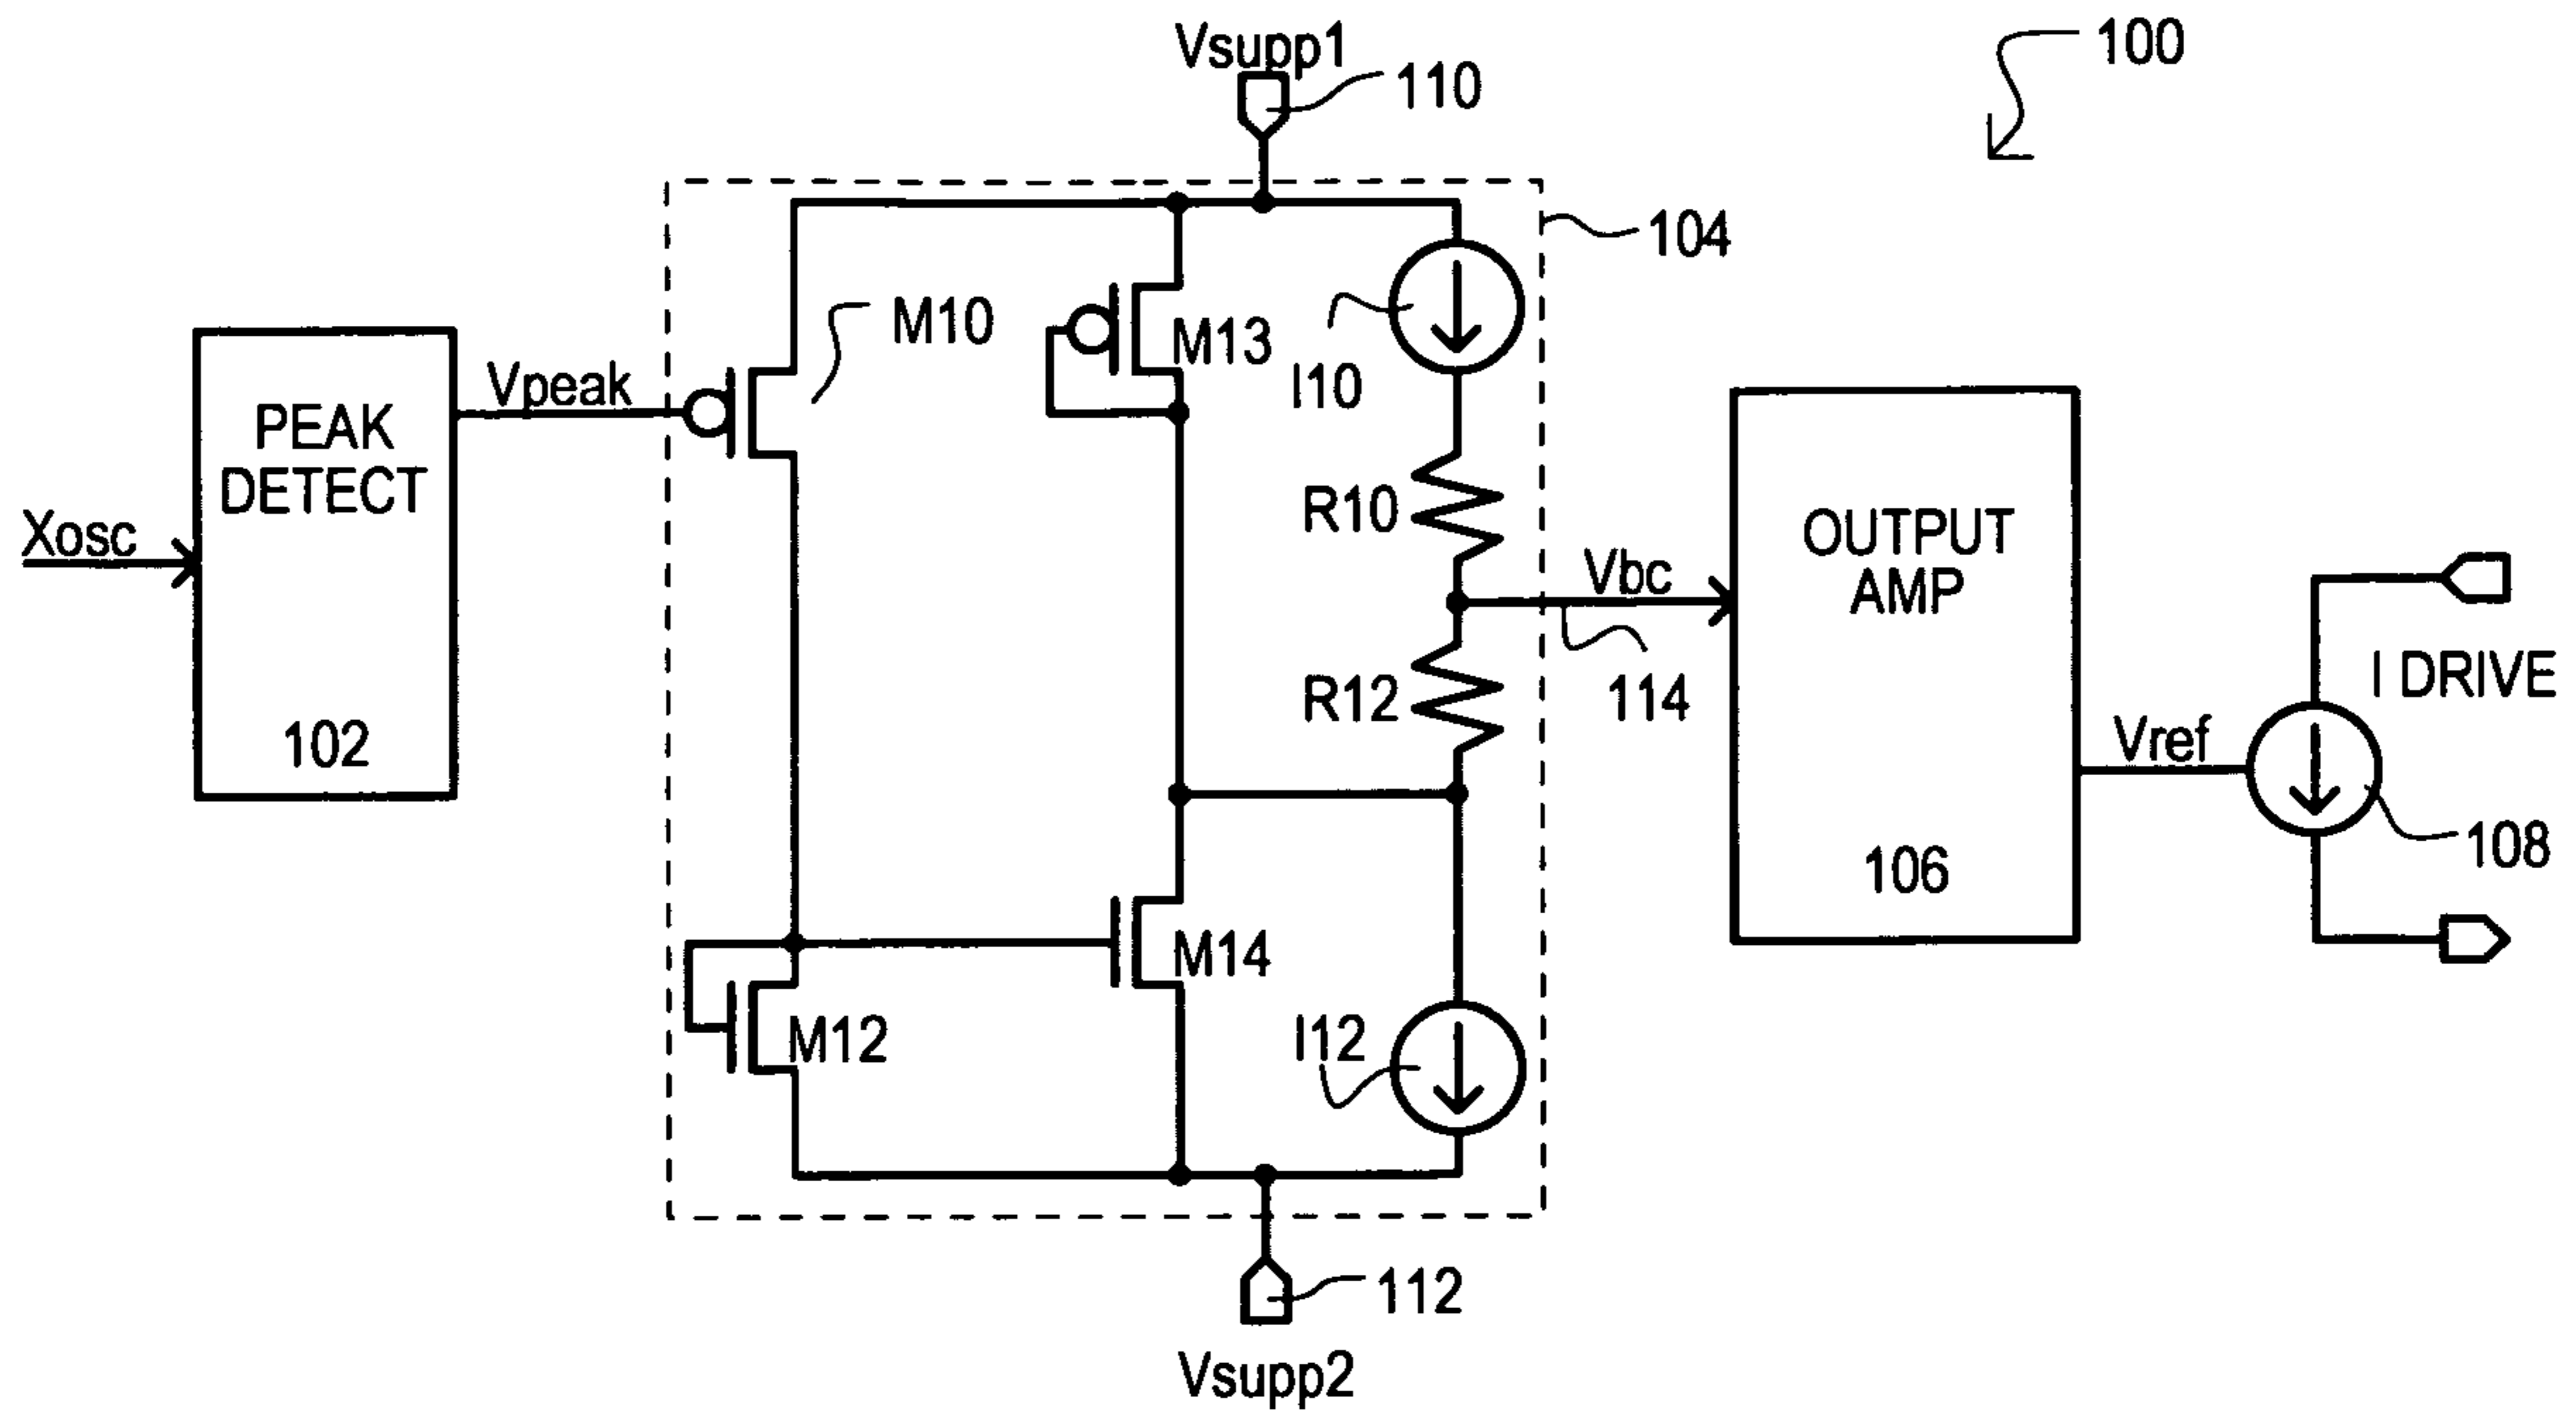 Vsupp1
110
100
104
M10
M13
I10
Vpeak
PEAK
DETECT
102
Xosc
R10
Vbc
114
R12
OUTPUT
AMP
106
I DRIVE
Vref
108
M14
M12
I12
112
Vsupp2